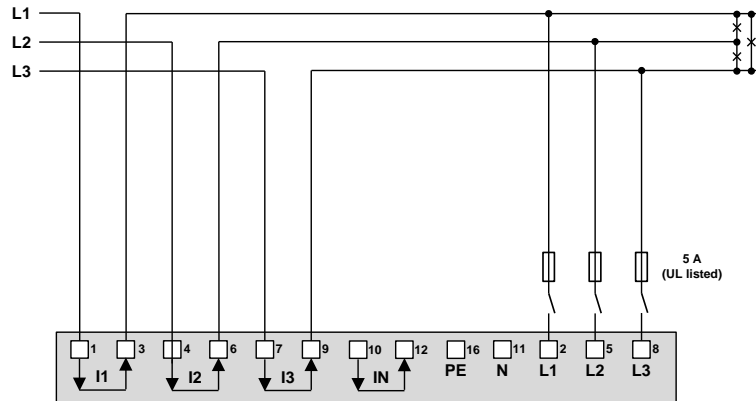 L1
L2
L3
5 A
(UL listed)
1 3 4 6 7 9 10 12 16 11 2 5 8
I1 I2 I3 IN PE N L1 L2 L3